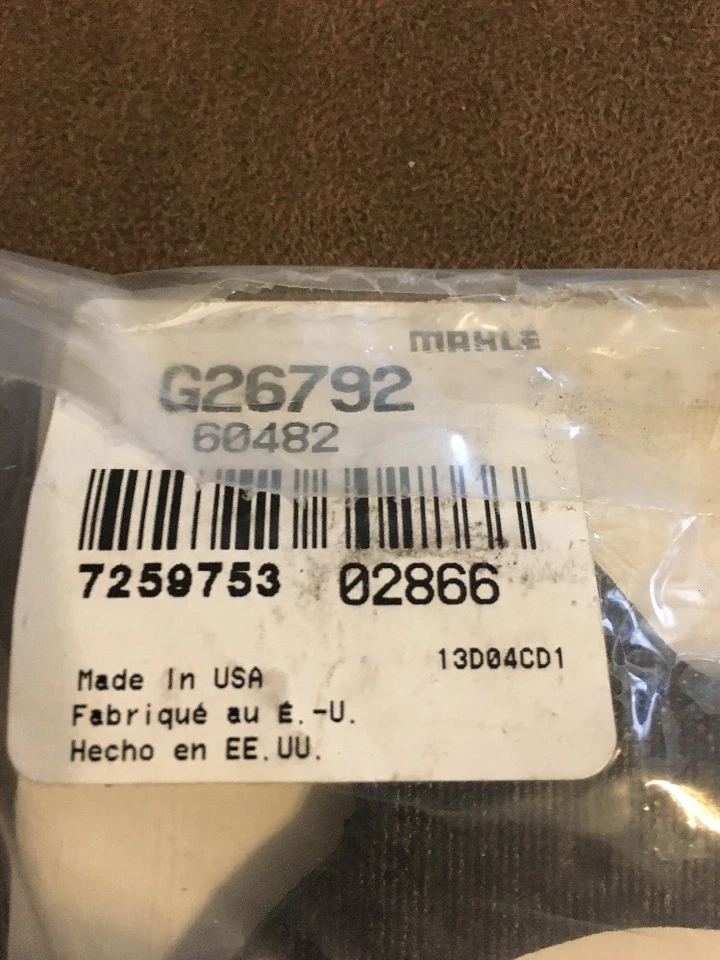 MAHLE
G26792
60482
7259753 02866
13D04CD1
Made In USA
Fabriqué au É.-U.
Hecho en EE.UU.